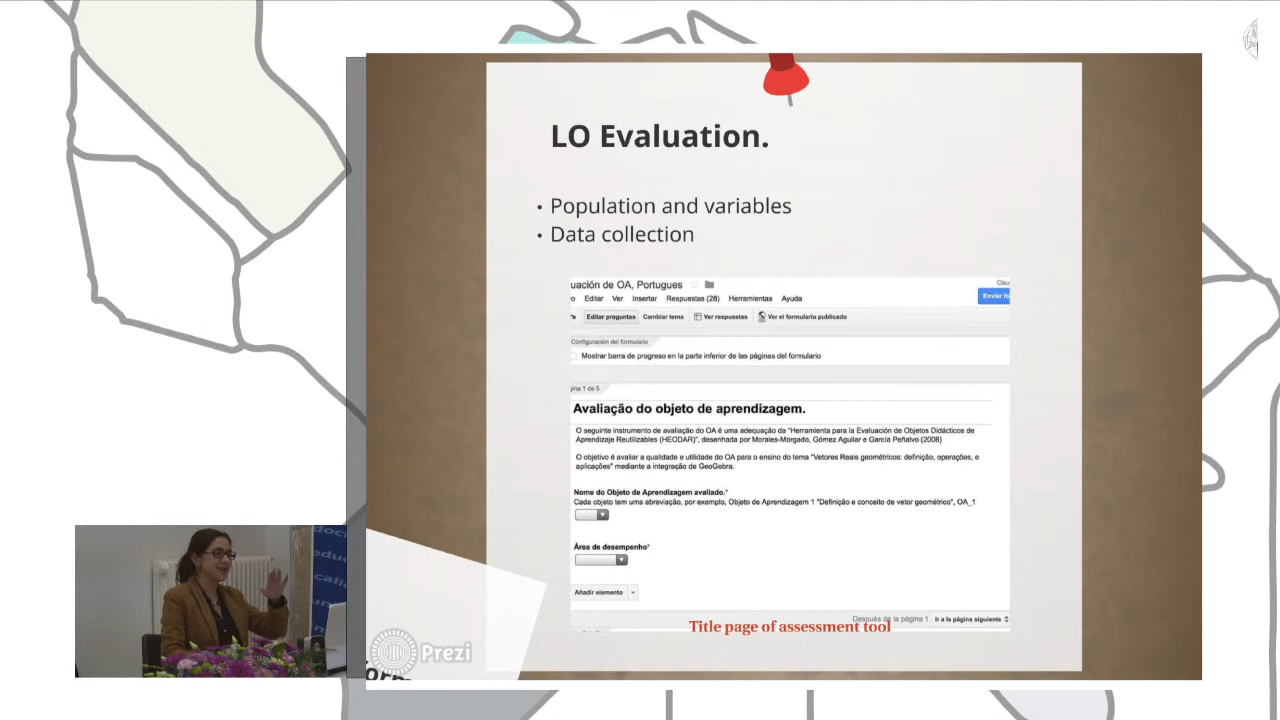 LO Evaluation.
• Population and variables
• Data collection
uación de OA, Portugues
Editar Ver Insertar Respuestas (28) Herramientas Ayuda
Enviar fo
Editar preguntas Cambiar tema Ver respuestas Ver el formulario publicado
Configuración del formulario
Mostrar barra de progreso en la parte inferior de las páginas del formulario
gina 1 de 5
Avaliação do objeto de aprendizagem.
O seguinte instrumento de avaliação do OA é uma adequação da "Herramienta para la Evaluación de Objetos Didácticos de
Aprendizaje Reutilizables (HEODAR)", desenhada por Morales-Morgado, Gómez Aguilar e García Peñalvo (2008)
O objetivo é avaliar a qualidade e utilidade do OA para o ensino do tema "Vetores Reais geométricos: definição, operações, e
aplicações" mediante a integração de GeoGebra.
Nome do Objeto de Aprendizagem avaliado.*
Cada objeto tem uma abreviação, por exemplo, Objeto de Aprendizagem 1 "Definição e conceito de vetor geométrico", OA_1
Área de desempenho*
Añadir elemento
Después de la página 1 Ir a la página siguiente
Title page of assessment tool
Prezi